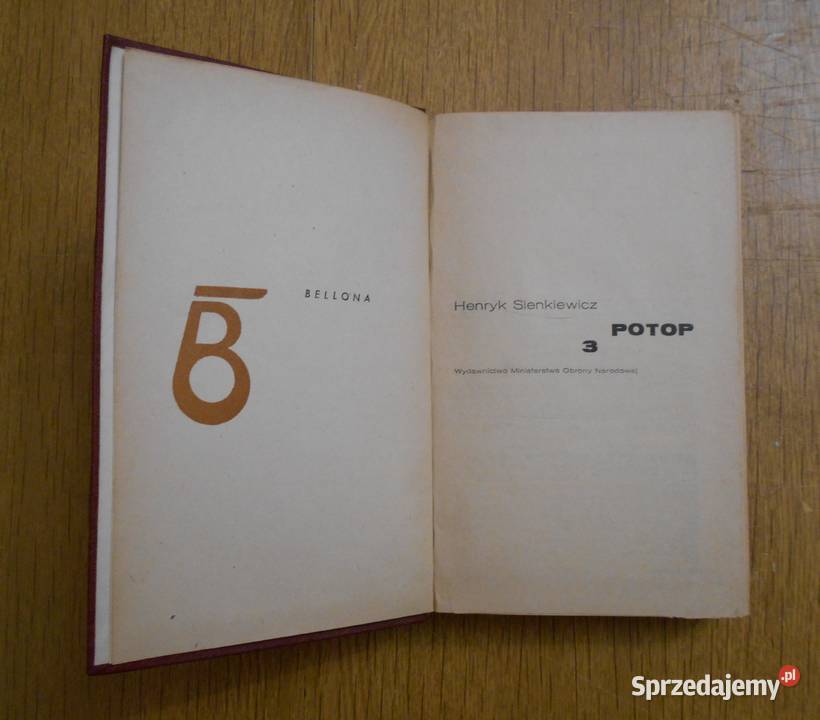 B
BELLONA
Henryk Sienkiewicz
POTOP
3
Wydawnictwo Ministerstwa Obrony Narodowej
Sprzedajemy.pl